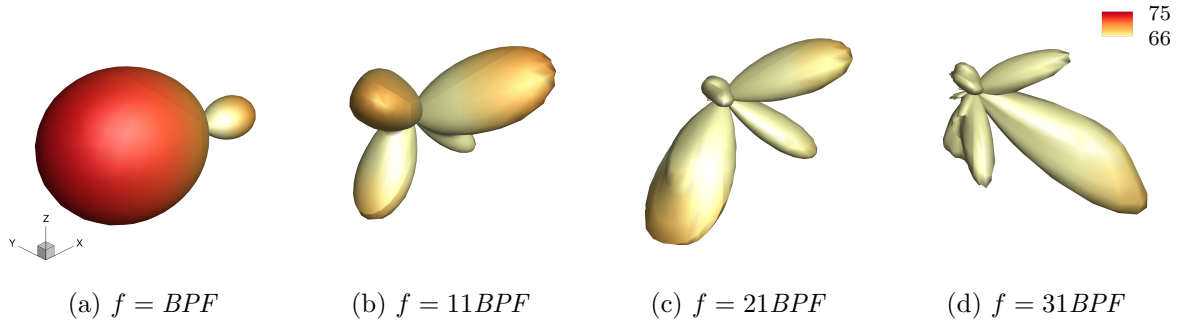 75
66
Z
Y
X
(a) f = BPF
(b) f = 11BPF
(c) f = 21BPF
(d) f = 31BPF